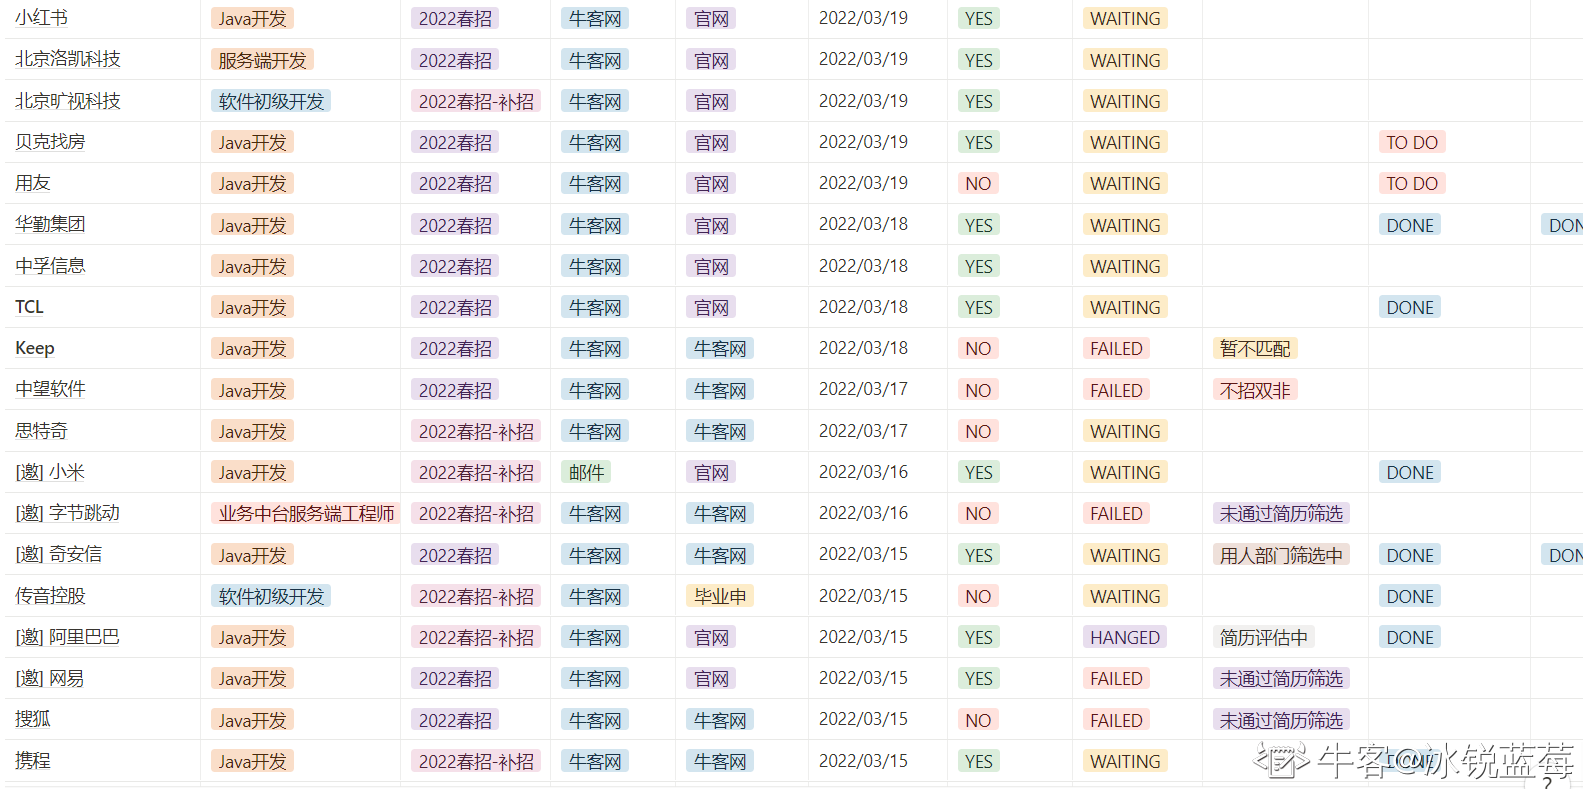 小红书 Java开发 2022春招 牛客网 官网 2022/03/19 YES WAITING
北京洛凯科技 服务端开发 2022春招 牛客网 官网 2022/03/19 YES WAITING
北京旷视科技 软件初级开发 2022春招-补招 牛客网 官网 2022/03/19 YES WAITING
贝克找房 Java开发 2022春招 牛客网 官网 2022/03/19 YES WAITING TO DO
用友 Java开发 2022春招 牛客网 官网 2022/03/19 NO WAITING TO DO
华勤集团 Java开发 2022春招 牛客网 官网 2022/03/18 YES WAITING DONE DON
中孚信息 Java开发 2022春招 牛客网 官网 2022/03/18 YES WAITING
TCL Java开发 2022春招 牛客网 官网 2022/03/18 YES WAITING DONE
Keep Java开发 2022春招 牛客网 牛客网 2022/03/18 NO FAILED 暂不匹配
中望软件 Java开发 2022春招 牛客网 牛客网 2022/03/17 NO FAILED 不招双非
思特奇 Java开发 2022春招-补招 牛客网 牛客网 2022/03/17 NO WAITING
[邀] 小米 Java开发 2022春招-补招 邮件 官网 2022/03/16 YES WAITING DONE
[邀] 字节跳动 业务中台服务端工程师 2022春招-补招 牛客网 牛客网 2022/03/16 NO FAILED 未通过简历筛选
[邀] 奇安信 Java开发 2022春招 牛客网 牛客网 2022/03/15 YES WAITING 用人部门筛选中 DONE DON
传音控股 软件初级开发 2022春招-补招 牛客网 毕业申 2022/03/15 NO WAITING DONE
[邀] 阿里巴巴 Java开发 2022春招-补招 牛客网 官网 2022/03/15 YES HANGED 简历评估中 DONE
[邀] 网易 Java开发 2022春招 牛客网 官网 2022/03/15 YES FAILED 未通过简历筛选
搜狐 Java开发 2022春招 牛客网 牛客网 2022/03/15 NO FAILED 未通过简历筛选
携程 Java开发 2022春招-补招 牛客网 牛客网 2022/03/15 YES WAITING DONE
牛客@冰锐蓝莓
?